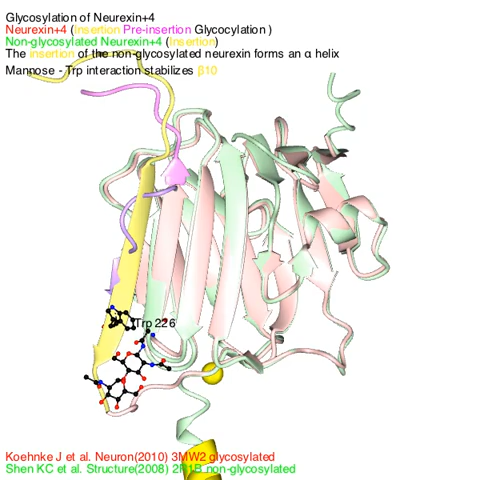 Glycosylation of Neurexin+4
Neurexin+4 (Insertion Pre-insertion Glycocylation )
Non-glycosylated Neurexin+4 (Insertion)
The insertion of the non-glycosylated neurexin forms an α helix
Mannose - Trp interaction stabilizes β10
Trp 226
Koehnke J et al. Neuron(2010) 3MW2 glycosylated
Shen KC et al. Structure(2008) 2R1B non-glycosylated